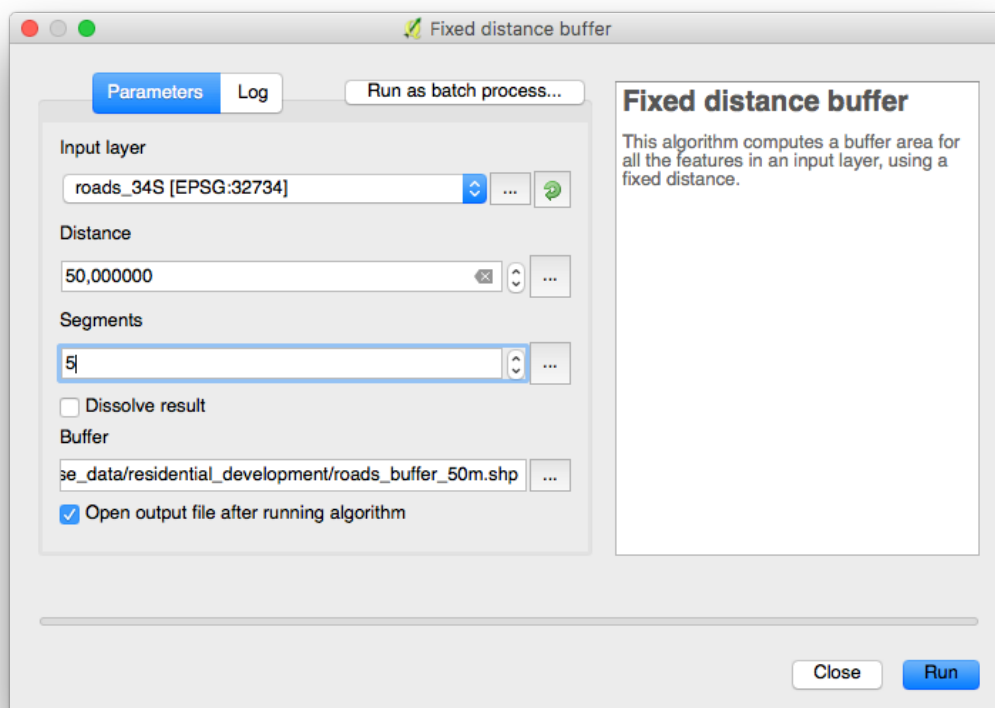 Fixed distance buffer
Parameters
Log
Run as batch process...
Input layer
roads_34S [EPSG:32734]
...
Distance
50,000000
...
Segments
5
...
Dissolve result
Buffer
se_data/residential_development/roads_buffer_50m.shp
...
Open output file after running algorithm
Fixed distance buffer
This algorithm computes a buffer area for
all the features in an input layer, using a
fixed distance.
Close
Run